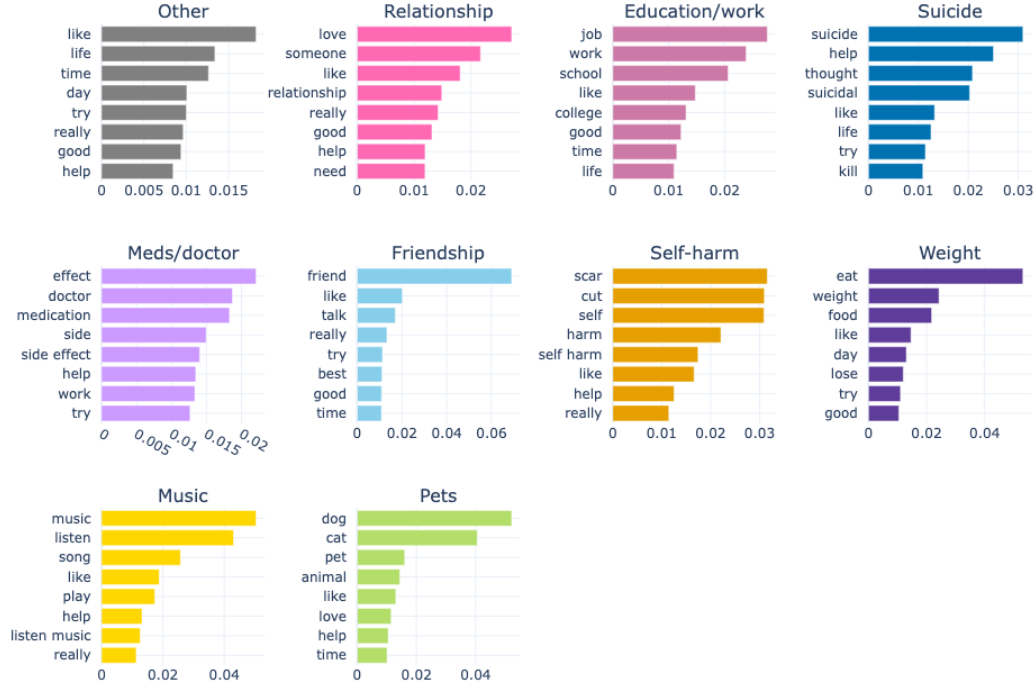 Other
like
life
time
day
try
really
good
help
0 0.005 0.01 0.015
Relationship
love
someone
like
relationship
really
good
help
need
0 0.01 0.02
Education/work
job
work
school
like
college
good
time
life
0 0.01 0.02
Suicide
suicide
help
thought
suicidal
like
life
try
kill
0 0.01 0.02 0.03
Meds/doctor
effect
doctor
medication
side
side effect
help
work
try
0 0.005 0.01 0.015 0.02
Friendship
friend
like
talk
really
try
best
good
time
0 0.02 0.04 0.06
Self-harm
scar
cut
self
harm
self harm
like
help
really
0 0.01 0.02 0.03
Weight
eat
weight
food
like
day
lose
try
good
0 0.02 0.04
Music
music
listen
song
like
play
help
listen music
really
0 0.02 0.04
Pets
dog
cat
pet
animal
like
love
help
time
0 0.02 0.04